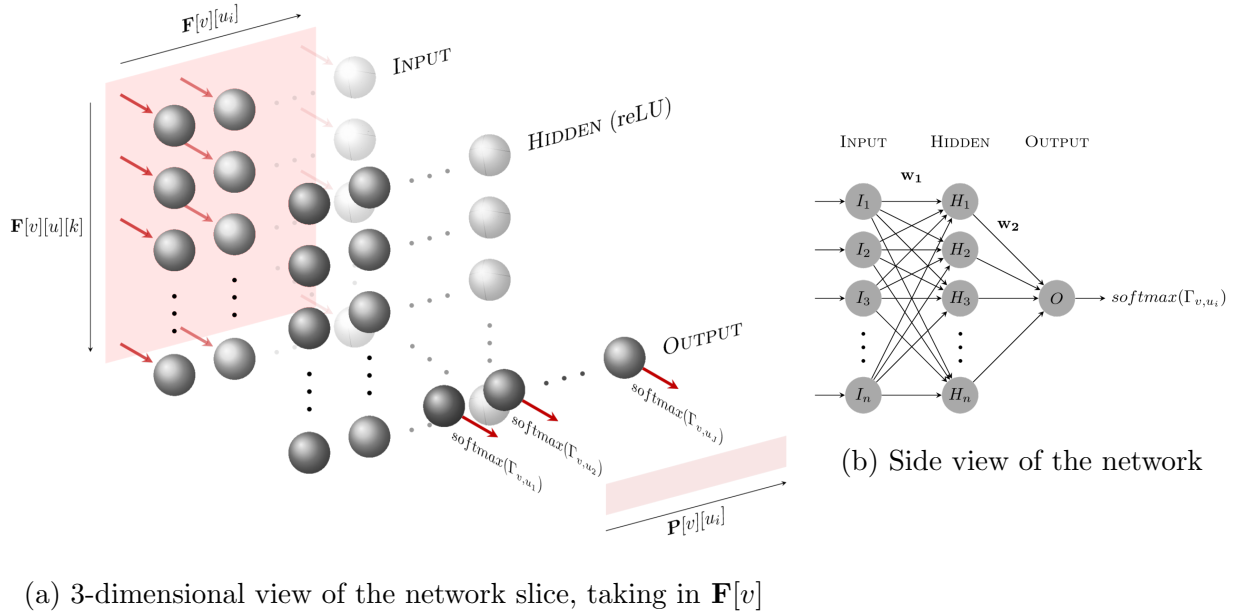 F[v][u_i]
INPUT
HIDDEN (reLU)
F[v][u][k]
OUTPUT
softmax(Γ_{v,u_1})
softmax(Γ_{v,u_2})
softmax(Γ_{v,u_J})
P[v][u_i]
(a) 3-dimensional view of the network slice, taking in F[v]
INPUT HIDDEN OUTPUT
w_1
w_2
I_1 H_1
I_2 H_2
I_3 H_3 O softmax(Γ_{v,u_i})
I_n H_n
(b) Side view of the network